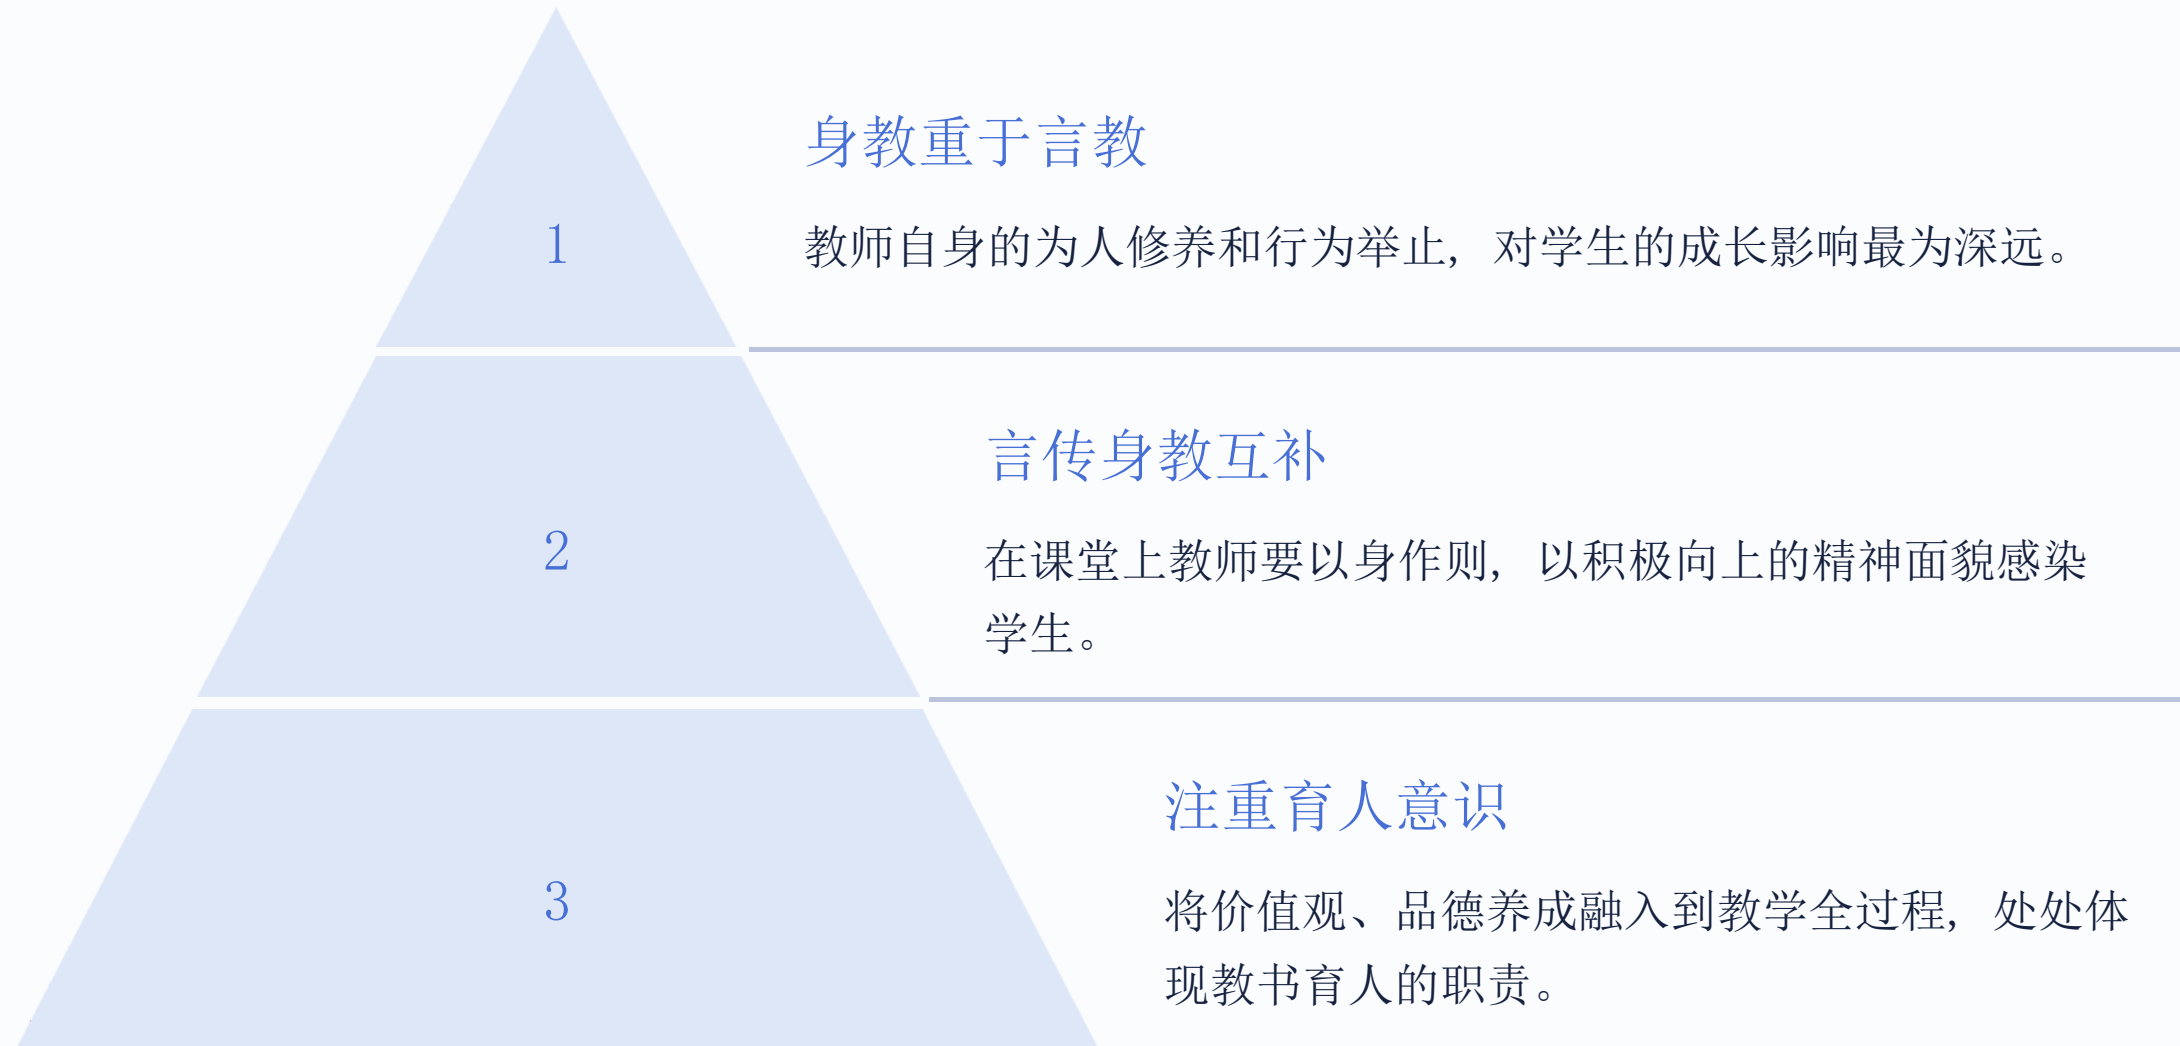 身教重于言教
1
教师自身的为人修养和行为举止，对学生的成长影响最为深远。
言传身教互补
2
在课堂上教师要以身作则，以积极向上的精神面貌感染
学生。
注重育人意识
3
将价值观、品德养成融入到教学全过程，处处体
现教书育人的职责。